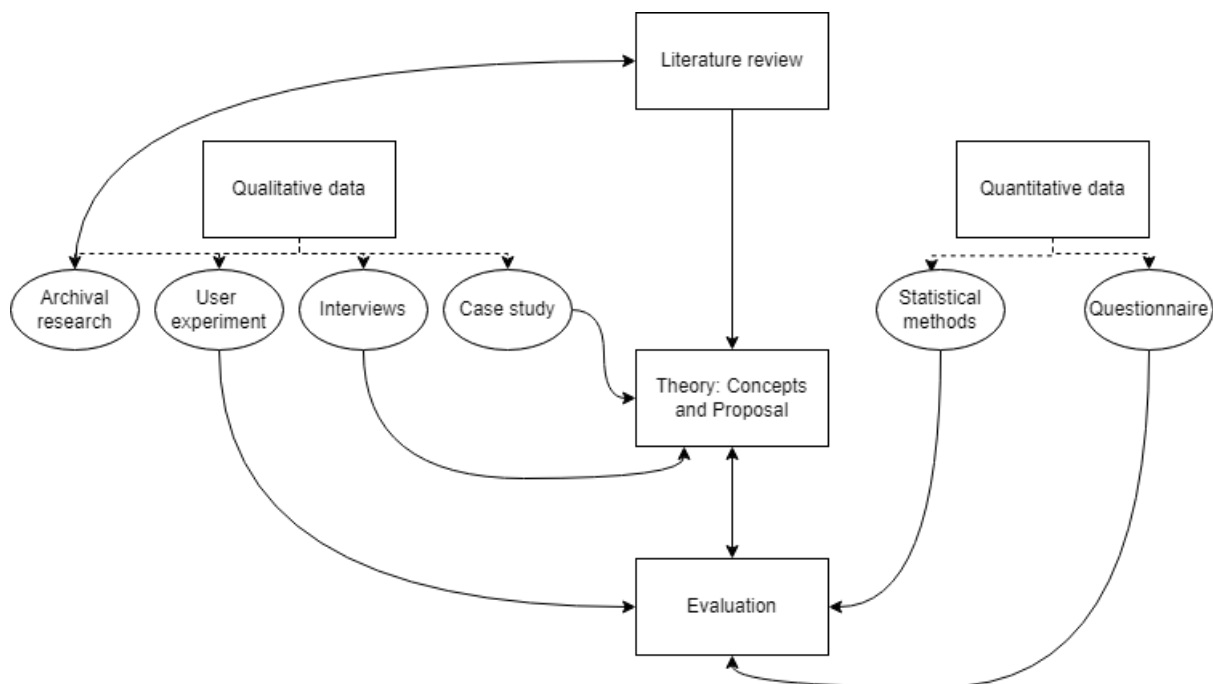 Literature review
Qualitative data
Quantitative data
Archival
research
User
experiment
Interviews
Case study
Statistical
methods
Questionnaire
Theory: Concepts
and Proposal
Evaluation